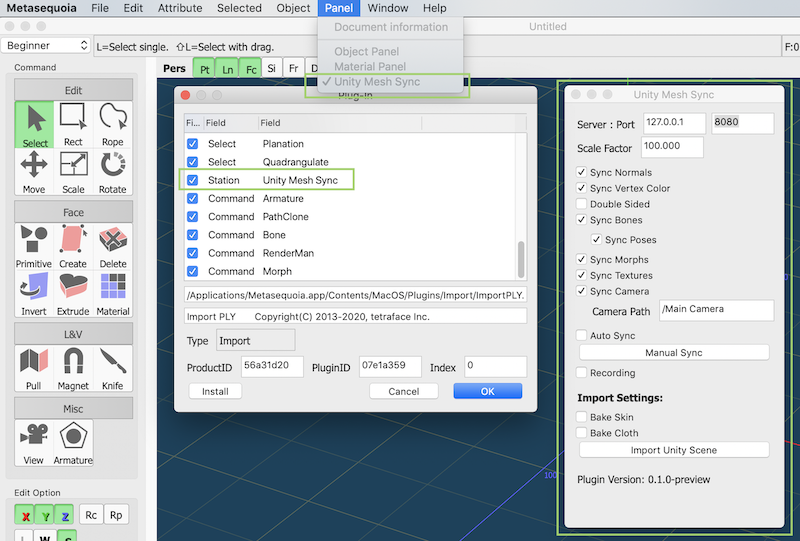 Metasequoia File Edit Attribute Selected Object Panel Window Help
Document information
Object Panel
Material Panel
✓ Unity Mesh Sync
Untitled
Beginner
L=Select single. ⇧L=Select with drag.
F:0
Command
Edit
Select Rect Rope
Move Scale Rotate
Face
Primitive Create Delete
Invert Extrude Material
L&V
Pull Magnet Knife
Misc
View Armature
Edit Option
X Y Z Rc Rp
Pers Pt Ln Fc Si Fr
Plug-in
Fi... Field Field
Select Planation
Select Quadrangulate
Station Unity Mesh Sync
Command Armature
Command PathClone
Command Bone
Command RenderMan
Command Morph
/Applications/Metasequoia.app/Contents/MacOS/Plugins/Import/ImportPLY.
Import PLY Copyright(C) 2013-2020, tetraface Inc.
Type Import
ProductID 56a31d20 PluginID 07e1a359 Index 0
Install Cancel OK
100
Unity Mesh Sync
Server : Port 127.0.0.1 8080
Scale Factor 100.000
Sync Normals
Sync Vertex Color
Double Sided
Sync Bones
Sync Poses
Sync Morphs
Sync Textures
Sync Camera
Camera Path /Main Camera
Auto Sync
Manual Sync
Recording
Import Settings:
Bake Skin
Bake Cloth
Import Unity Scene
Plugin Version: 0.1.0-preview